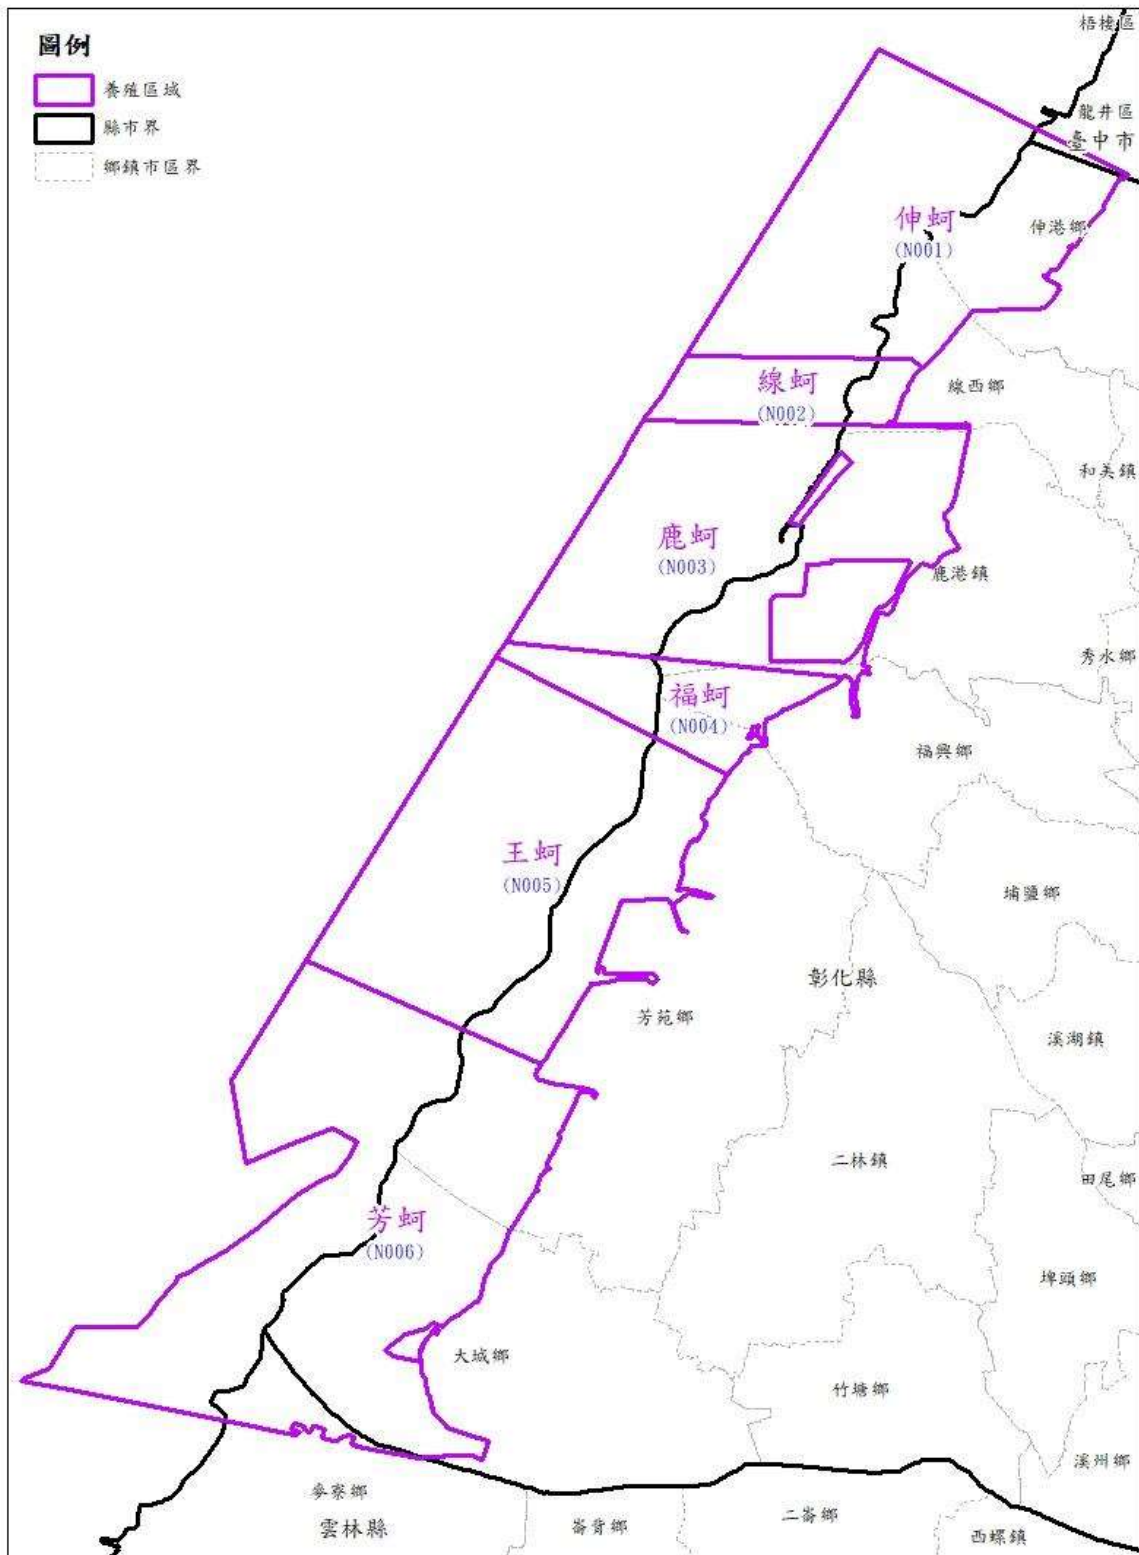 圖例
養殖區域
縣市界
鄉鎮市區界
梧棲區
龍井區
臺中市
伸蚵
(N001)
伸港鄉
線蚵
(N002)
線西鄉
和美鎮
鹿蚵
(N003)
鹿港鎮
秀水鄉
福蚵
(N004)
福興鄉
王蚵
(N005)
埔鹽鄉
彰化縣
芳苑鄉
溪湖鎮
二林鎮
田尾鄉
芳蚵
(N006)
埤頭鄉
大城鄉
竹塘鄉
溪州鄉
麥寮鄉
雲林縣
崙背鄉
二崙鄉
西螺鎮